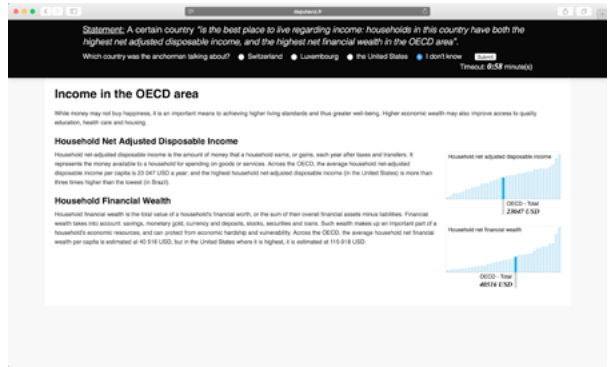 Statement: A certain country "is the best place to live regarding income: households in this country have both the
highest net adjusted disposable income, and the highest net financial wealth in the OECD area".
Which country was the anchorman talking about? Switzerland Luxembourg the United States I don't know Submit
Timeout: 0:58 minute(s)
Income in the OECD area
While money may not buy happiness, it is an important means to achieving higher living standards and thus greater well-being. Higher economic wealth may also improve access to quality
education, health care and housing.
Household Net Adjusted Disposable Income
Household net-adjusted disposable income is the amount of money that a household earns, or gains, each year after taxes and transfers. It
represents the money available to a household for spending on goods or services. Across the OECD, the average household net-adjusted
disposable income per capita is 23 047 USD a year; and the highest household net-adjusted disposable income (in the United States) is more than
three times higher than the lowest (in Brazil).
Household net adjusted disposable income
OECD - Total
23047 USD
Household Financial Wealth
Household financial wealth is the total value of a household's financial worth, or the sum of their overall financial assets minus liabilities. Financial
wealth takes into account: savings, monetary gold, currency and deposits, stocks, securities and loans. Such wealth makes up an important part of a
household's economic resources, and can protect from economic hardship and vulnerability. Across the OECD, the average household net financial
wealth per capita is estimated at 40 516 USD, but in the United States where it is highest, it is estimated at 115 918 USD.
Household net financial wealth
OECD - Total
40516 USD